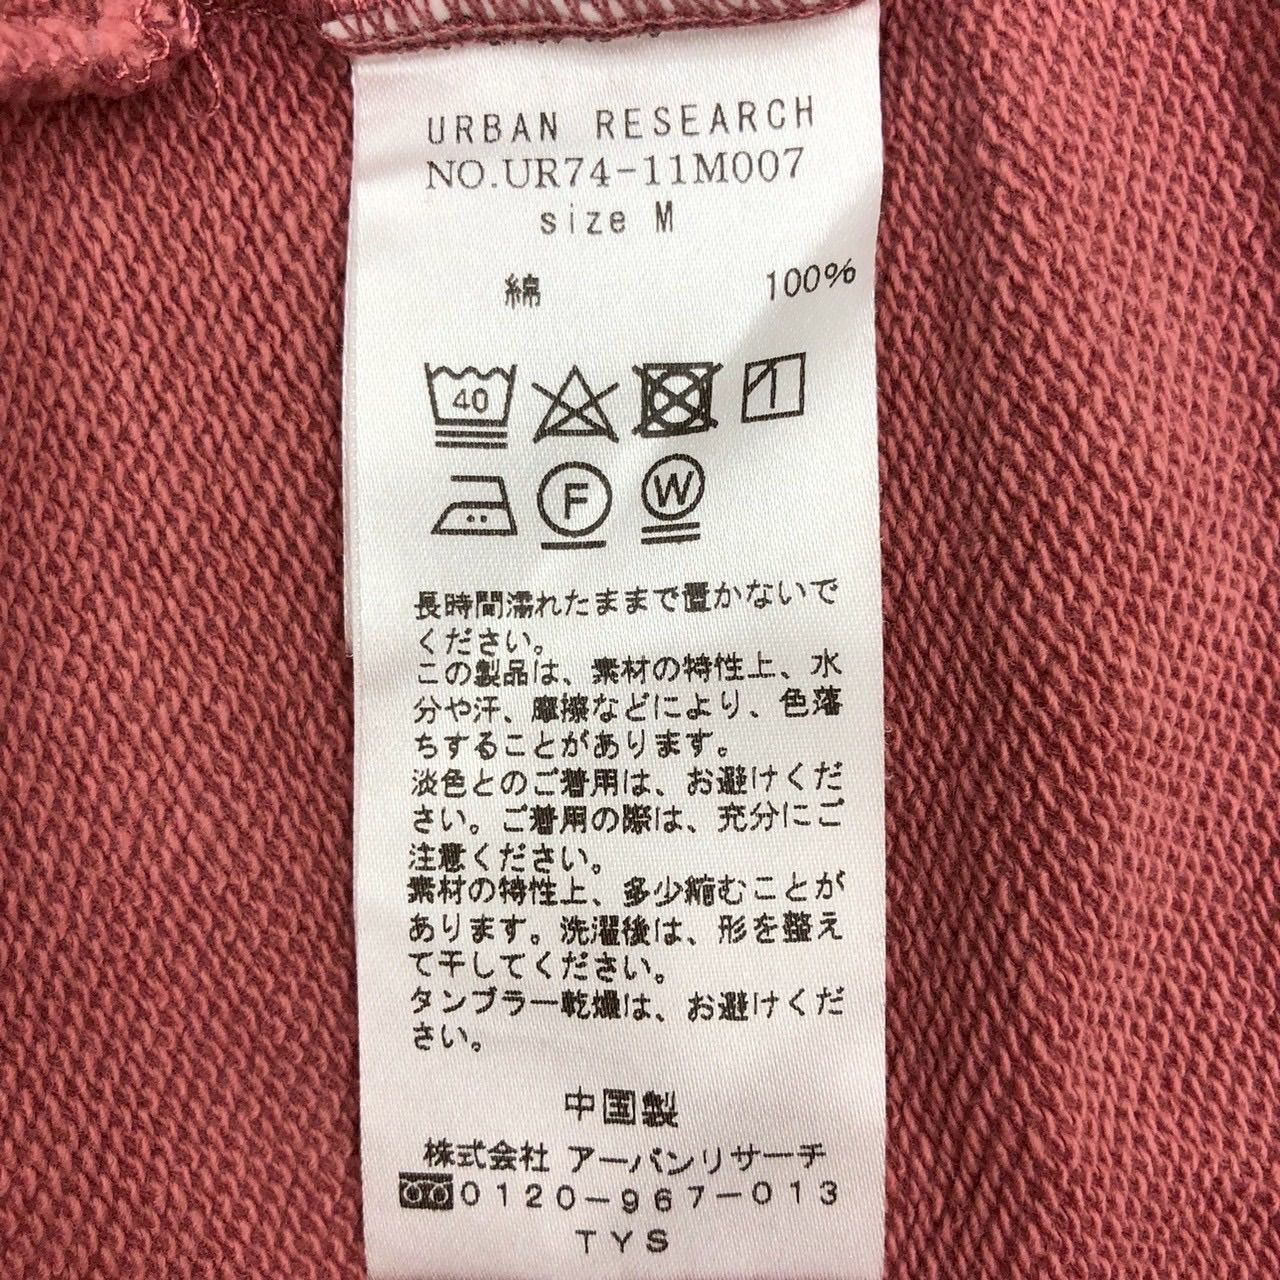 URBAN RESEARCH
NO.UR74-11M007
size M
綿 100%
40
1
F W
長時間濡れたままで置かないで
ください。
この製品は、素材の特性上、水
分や汗、摩擦などにより、色落
ちすることがあります。
淡色とのご着用は、お避けくだ
さい。ご着用の際は、充分にご
注意ください。
素材の特性上、多少縮むことが
あります。洗濯後は、形を整え
て干してください。
タンブラー乾燥は、お避けくだ
さい。
中国製
株式会社 アーバンリサーチ
0120-967-013
TYS